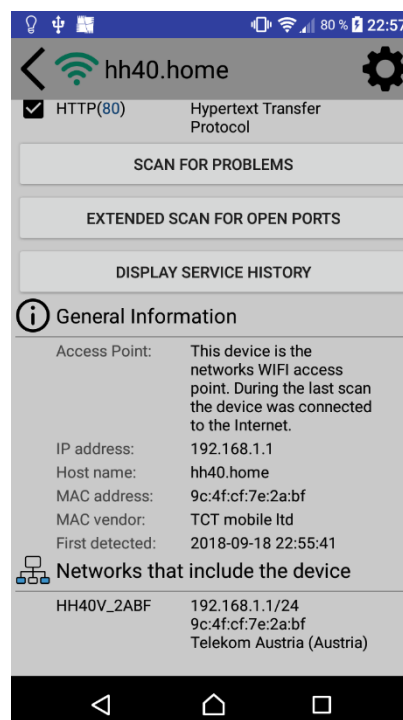 80 % 22:57
hh40.home
HTTP(80) Hypertext Transfer
Protocol
SCAN FOR PROBLEMS
EXTENDED SCAN FOR OPEN PORTS
DISPLAY SERVICE HISTORY
General Information
Access Point: This device is the
networks WIFI access
point. During the last scan
the device was connected
to the Internet.
IP address: 192.168.1.1
Host name: hh40.home
MAC address: 9c:4f:cf:7e:2a:bf
MAC vendor: TCT mobile ltd
First detected: 2018-09-18 22:55:41
Networks that include the device
HH40V_2ABF 192.168.1.1/24
9c:4f:cf:7e:2a:bf
Telekom Austria (Austria)